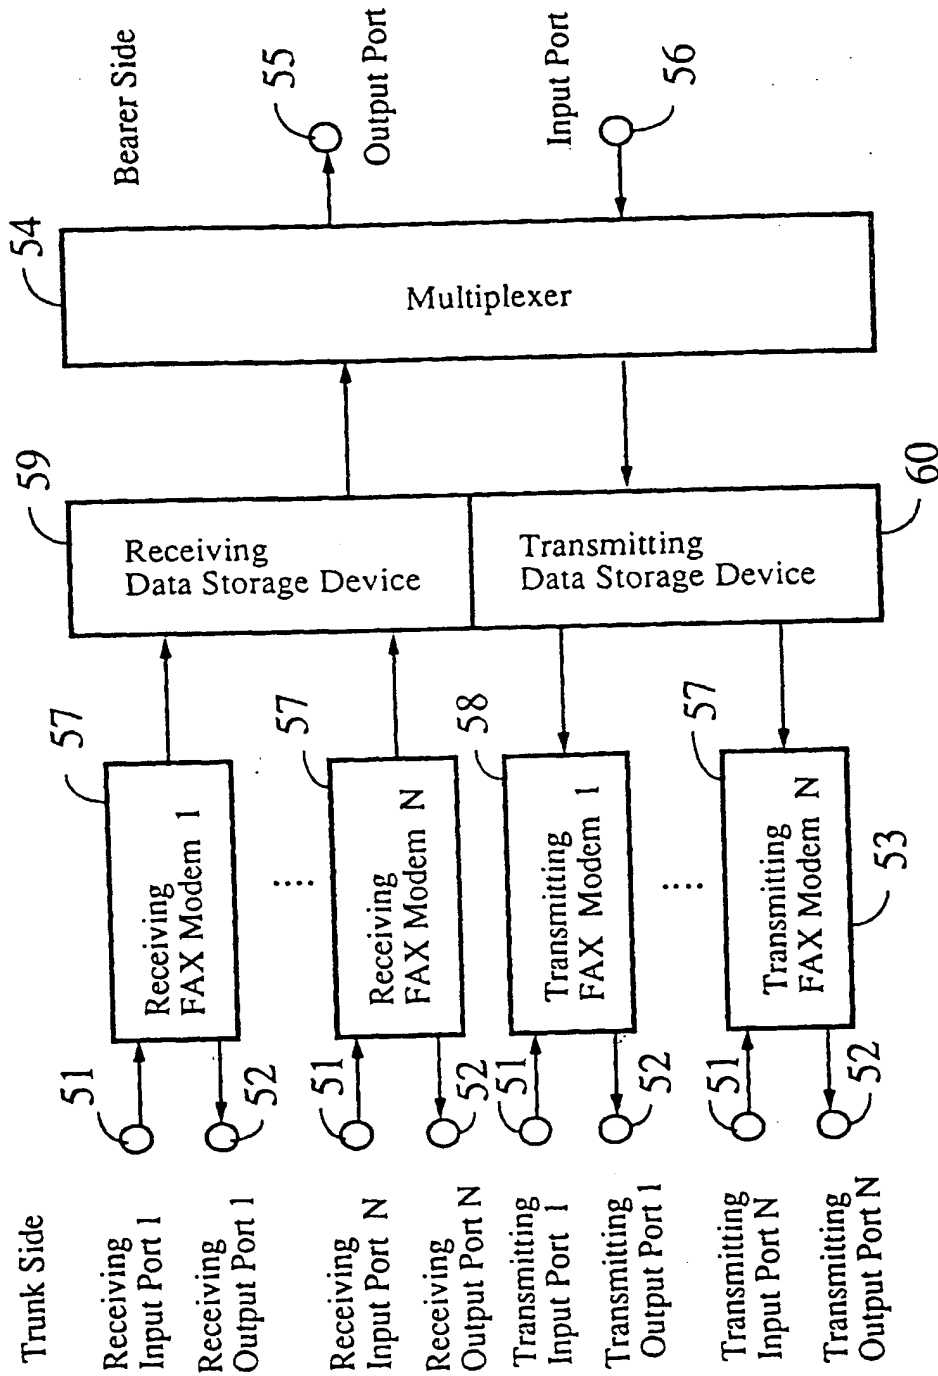 Trunk Side
Bearer Side
Receiving
Input Port 1
51
Receiving
Output Port 1
52
Receiving
FAX Modem 1
57
Receiving
Input Port N
51
Receiving
Output Port N
52
Receiving
FAX Modem N
57
....
Transmitting
Input Port 1
51
Transmitting
Output Port 1
52
Transmitting
FAX Modem 1
58
....
Transmitting
Input Port N
51
Transmitting
Output Port N
52
Transmitting
FAX Modem N
57
53
Receiving
Data Storage Device
59
Transmitting
Data Storage Device
60
Multiplexer
54
55
Output Port
Input Port
56